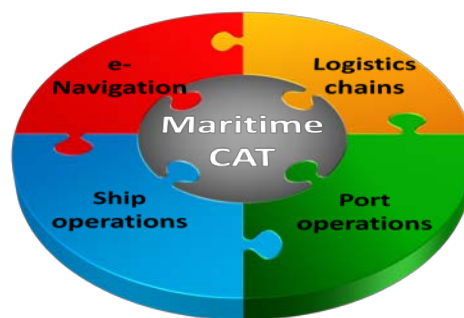 e-
Navigation
Logistics
chains
Maritime
CAT
Ship
operations
Port
operations